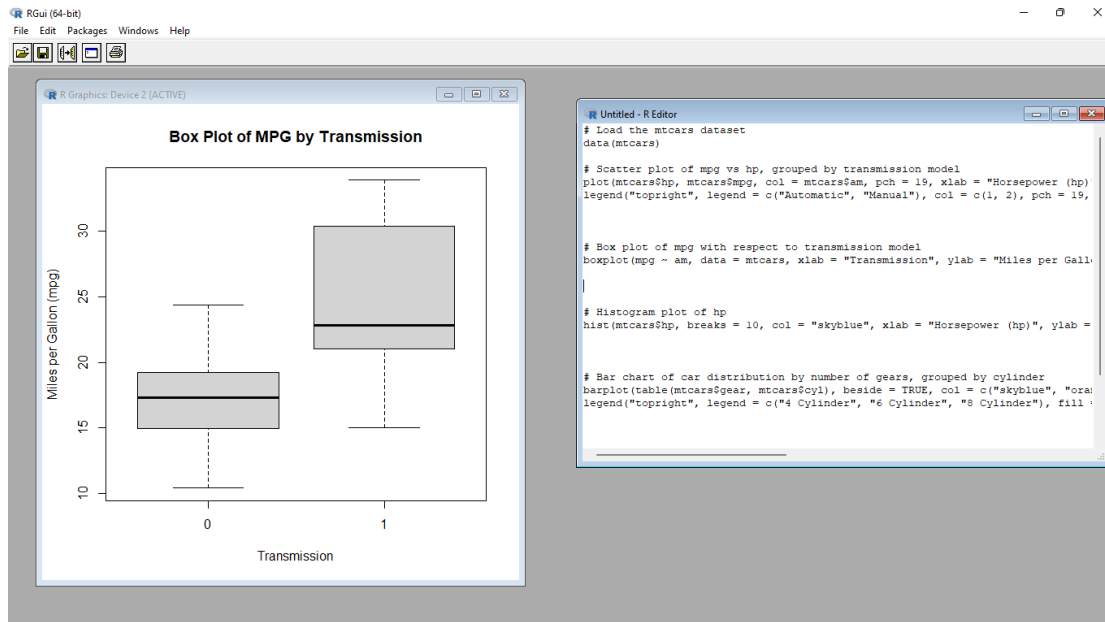 RGui (64-bit)
File Edit Packages Windows Help
R Graphics: Device 2 (ACTIVE)
Box Plot of MPG by Transmission
Miles per Gallon (mpg)
30
25
20
15
10
0 1
Transmission
Untitled - R Editor
# Load the mtcars dataset
data(mtcars)
# Scatter plot of mpg vs hp, grouped by transmission model
plot(mtcars$hp, mtcars$mpg, col = mtcars$am, pch = 19, xlab = "Horsepower (hp)"
legend("topright", legend = c("Automatic", "Manual"), col = c(1, 2), pch = 19,
# Box plot of mpg with respect to transmission model
boxplot(mpg ~ am, data = mtcars, xlab = "Transmission", ylab = "Miles per
# Histogram plot of hp
hist(mtcars$hp, breaks = 10, col = "skyblue", xlab = "Horsepower (hp)", ylab =
# Bar chart of car distribution by number of gears, grouped by cylinder
barplot(table(mtcars$gear, mtcars$cyl), beside = TRUE, col = c("skyblue",
legend("topright", legend = c("4 Cylinder", "6 Cylinder", "8 Cylinder"), fill